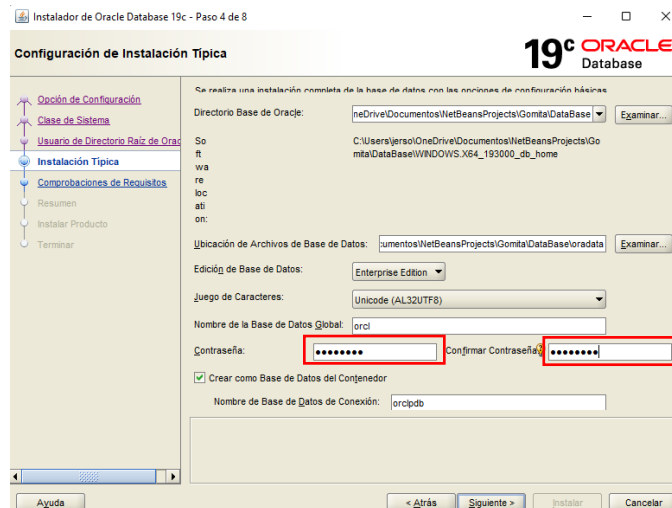 Instalador de Oracle Database 19c - Paso 4 de 8
Configuración de Instalación Típica
19c ORACLE
Database
Opción de Configuración
Clase de Sistema
Usuario de Directorio Raíz de Orac
Instalación Típica
Comprobaciones de Requisitos
Resumen
Instalar Producto
Terminar
Se realiza una instalación completa de la base de datos con las opciones de configuración básicas
Directorio Base de Oracle: neDrive\Documentos\NetBeansProjects\Gomita\DataBase Examinar...
So
ft
wa
re
loc
ati
on:
C:\Users\jerso\OneDrive\Documentos\NetBeansProjects\Go
mita\DataBase\WINDOWS.X64_193000_db_home
Ubicación de Archivos de Base de Datos: :umentos\NetBeansProjects\Gomita\DataBase\oradata Examinar...
Edición de Base de Datos: Enterprise Edition
Juego de Caracteres: Unicode (AL32UTF8)
Nombre de la Base de Datos Global: orcl
Contraseña: •••••••• Confirmar Contraseña ••••••••
Crear como Base de Datos del Contenedor
Nombre de Base de Datos de Conexión: orclpdb
Ayuda < Atrás Siguiente > Instalar Cancelar